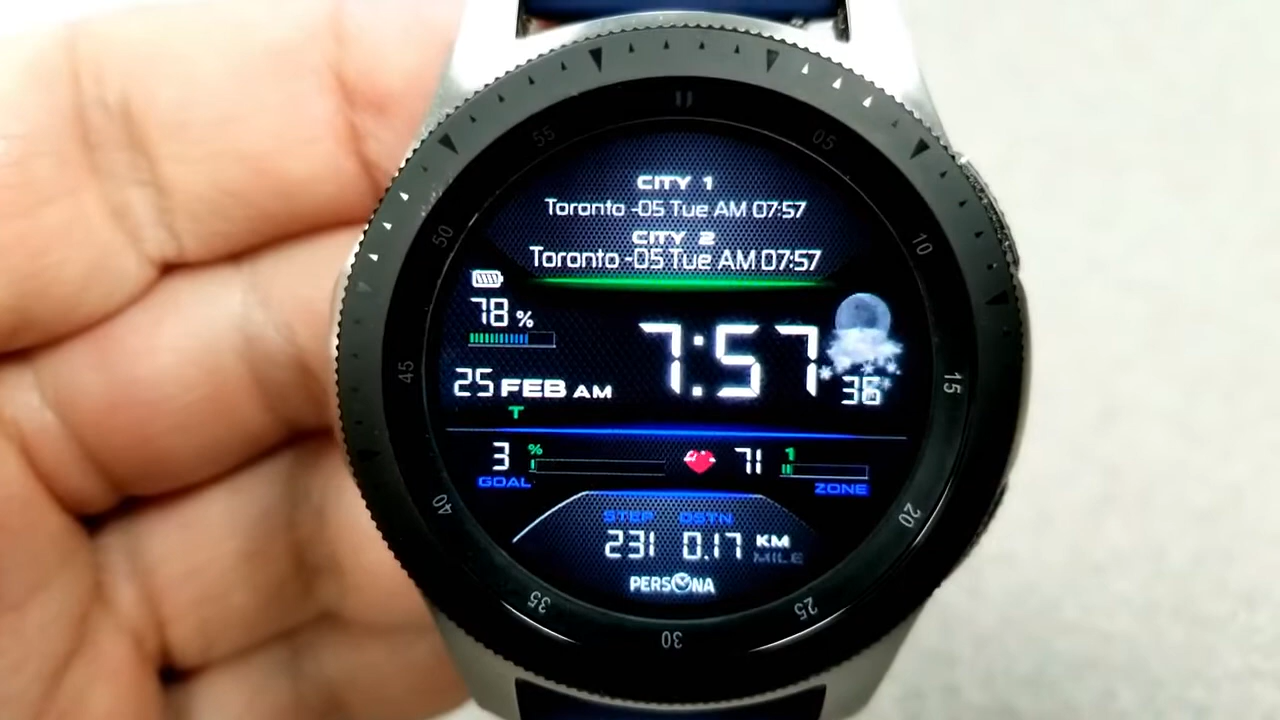 55
05
50
10
45
15
40
20
35
25
30
CITY 1
Toronto -05 Tue AM 07:57
CITY 2
Toronto -05 Tue AM 07:57
78 %
7:57
25 FEB AM
36
T
3 % 71 1
GOAL ZONE
STEP DSTN
231 0.17 KM
MILE
PERSONA